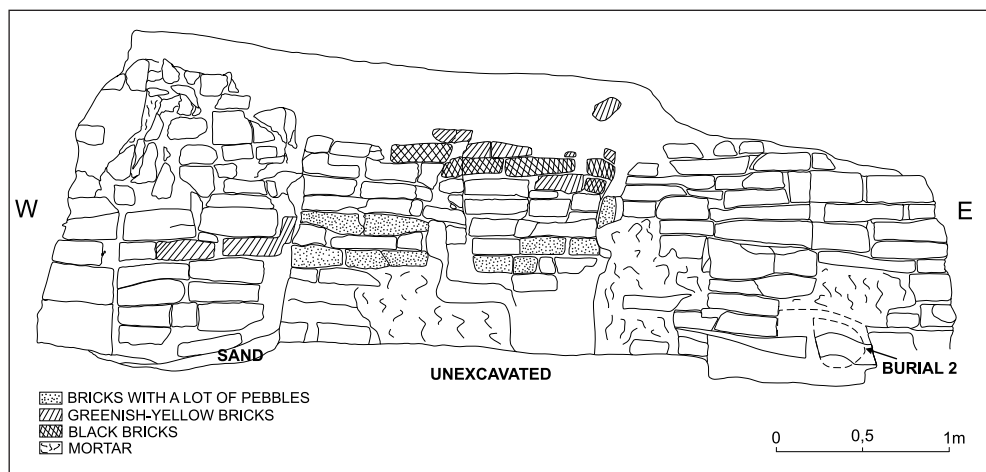 W
E
SAND
UNEXCAVATED
BURIAL 2
BRICKS WITH A LOT OF PEBBLES
GREENISH-YELLOW BRICKS
BLACK BRICKS
MORTAR
0 0,5 1m